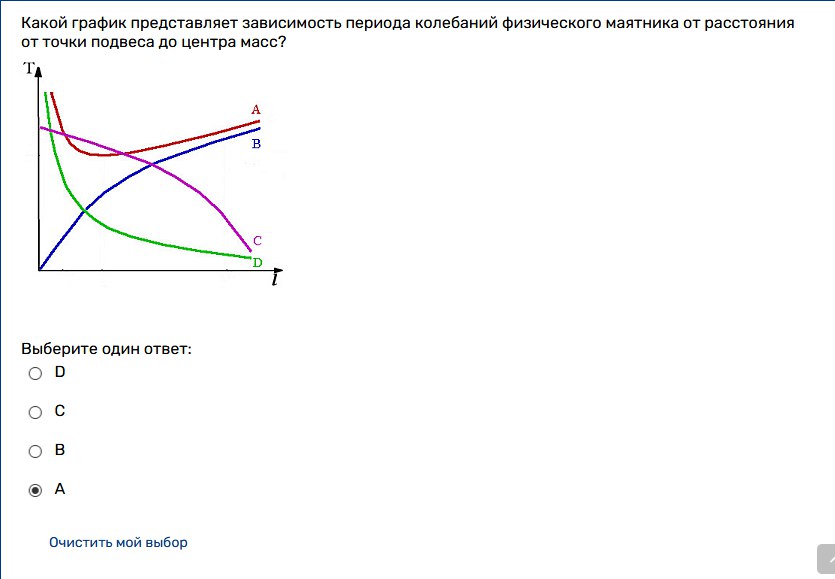 Какой график представляет зависимость периода колебаний физического маятника от расстояния
от точки подвеса до центра масс?
T
A
B
C
D
l
Выберите один ответ:
D
C
B
A
Очистить мой выбор